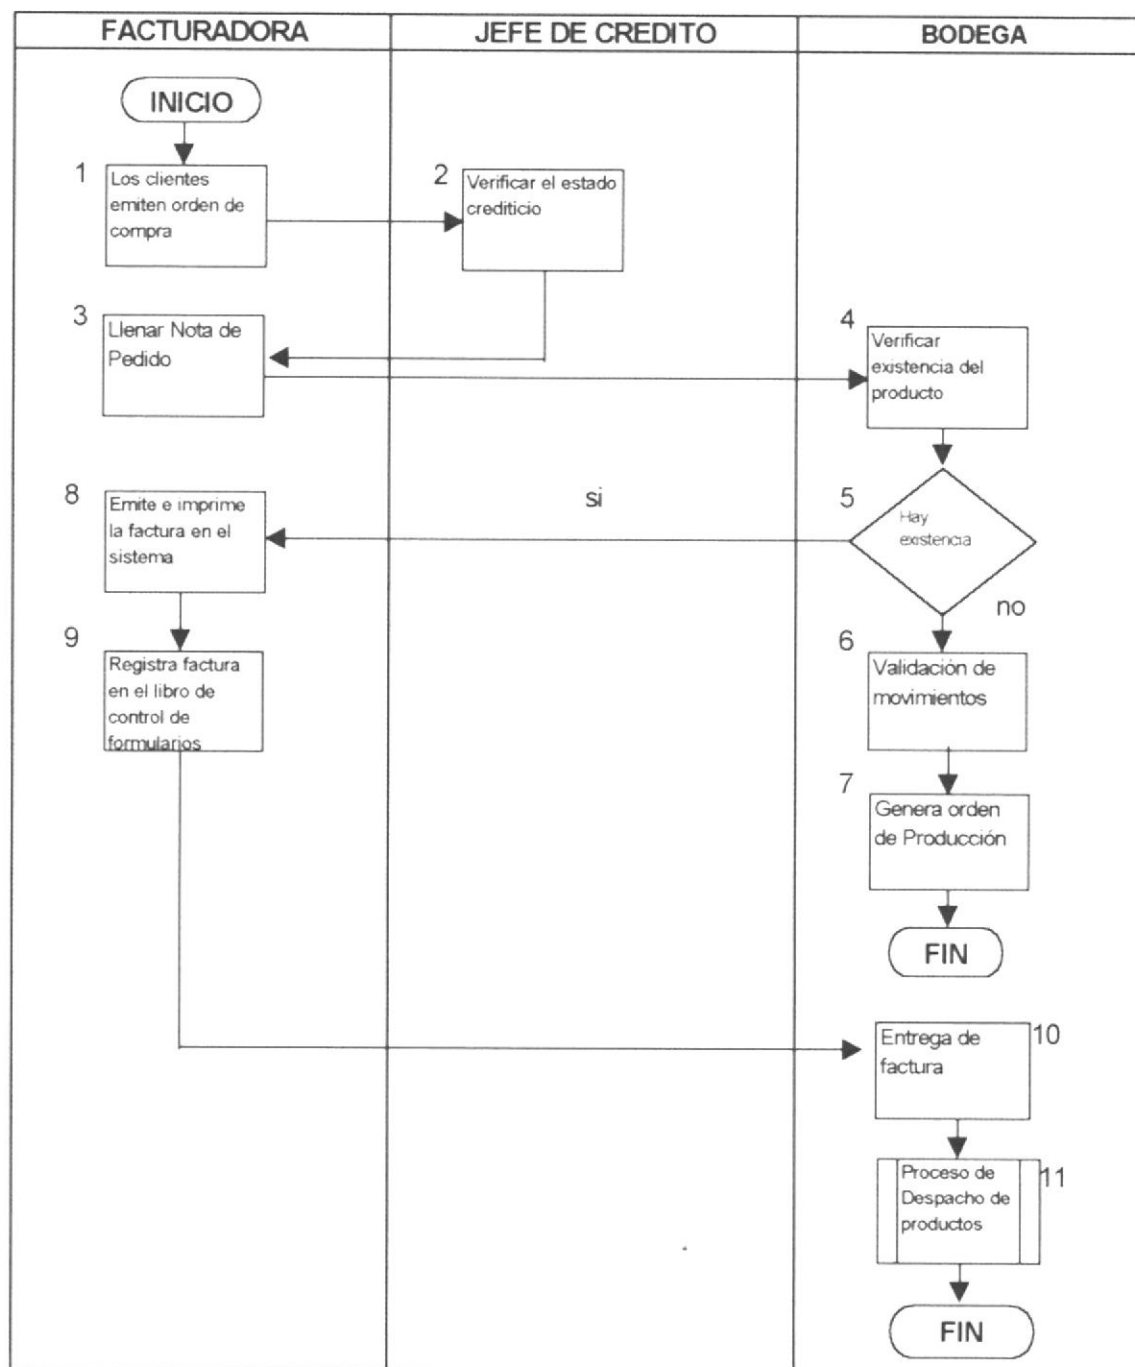 FACTURADORA
JEFE DE CREDITO
BODEGA
INICIO
1
Los clientes
emiten orden de
compra
2
Verificar el estado
crediticio
3
Llenar Nota de
Pedido
4
Verificar
existencia del
producto
5
Hay
existencia
si
no
6
Validación de
movimientos
7
Genera orden
de Producción
FIN
8
Emite e imprime
la factura en el
sistema
9
Registra factura
en el libro de
control de
formularios
10
Entrega de
factura
11
Proceso de
Despacho de
productos
FIN